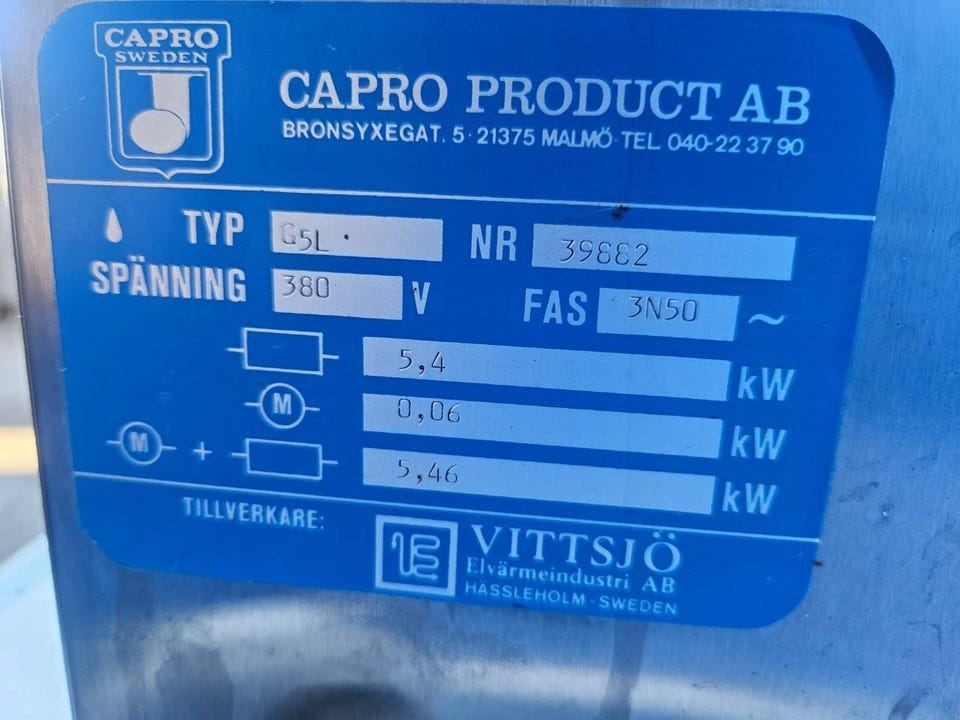 CAPRO
SWEDEN
CAPRO PRODUCT AB
BRONSYXEGAT. 5 · 21375 MALMÖ · TEL 040-22 37 90
TYP G5L · NR 39882
SPÄNNING 380 V FAS 3N50 ~
5,4 kW
M 0,06 kW
M + 5,46 kW
TILLVERKARE:
VITTSJÖ
Elvärmeindustri AB
HÄSSLEHOLM · SWEDEN